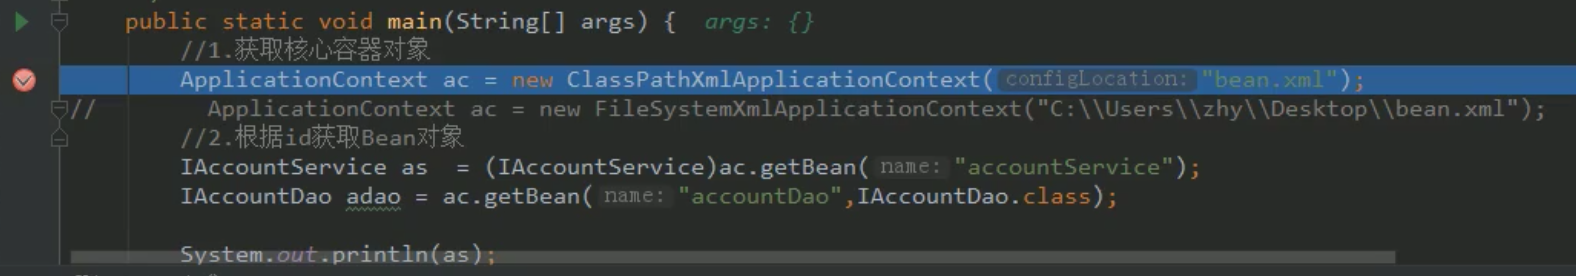 public static void main(String[] args) {  args: {}
//1.获取核心容器对象
ApplicationContext ac = new ClassPathXmlApplicationContext( configLocation: "bean.xml");
//      ApplicationContext ac = new FileSystemXmlApplicationContext("C:\\Users\\zhy\\Desktop\\bean.xml");
//2.根据id获取Bean对象
IAccountService as  = (IAccountService)ac.getBean( name: "accountService");
IAccountDao adao = ac.getBean( name: "accountDao",IAccountDao.class);
System.out.println(as);